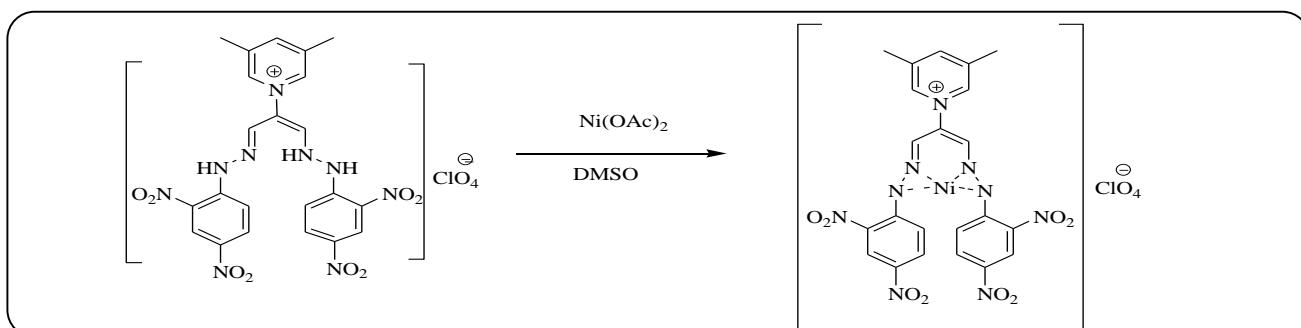 N
⊕
N HN
HN NH
O₂N NO₂
NO₂ NO₂
ClO₄
⊖
Ni(OAc)₂
DMSO
N
⊕
N N
N Ni N
O₂N NO₂
NO₂ NO₂
ClO₄
⊖